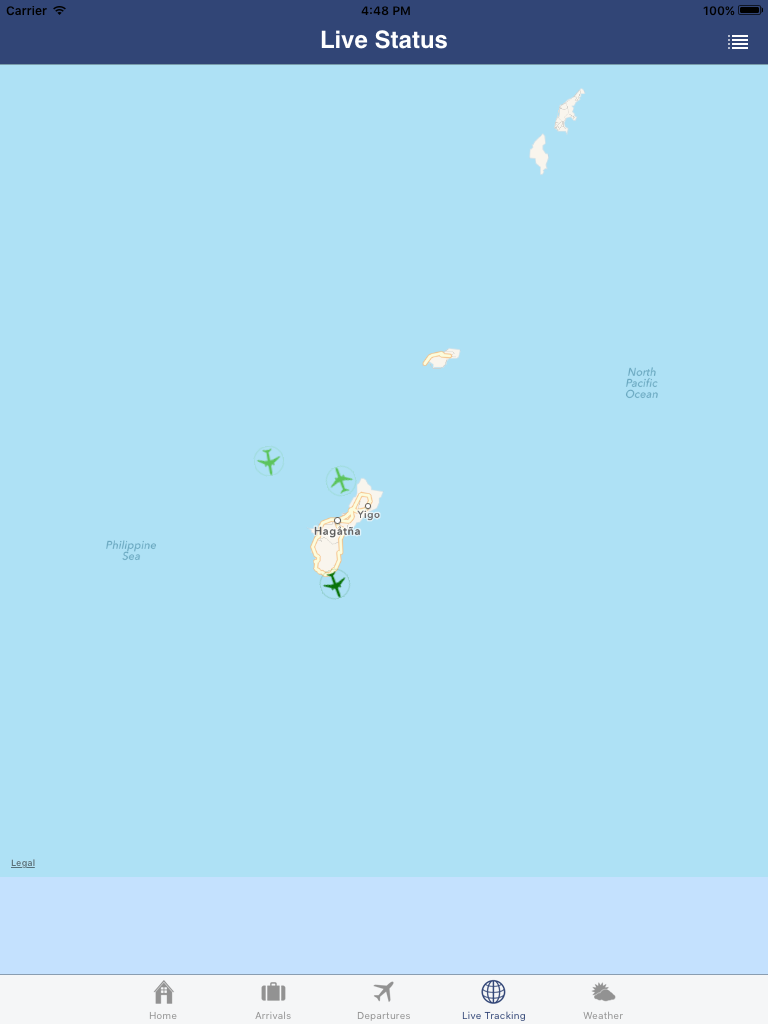 Carrier 4:48 PM 100%
Live Status
North
Pacific
Ocean
Yigo
Hagåtña
Philippine
Sea
Legal
Home Arrivals Departures Live Tracking Weather